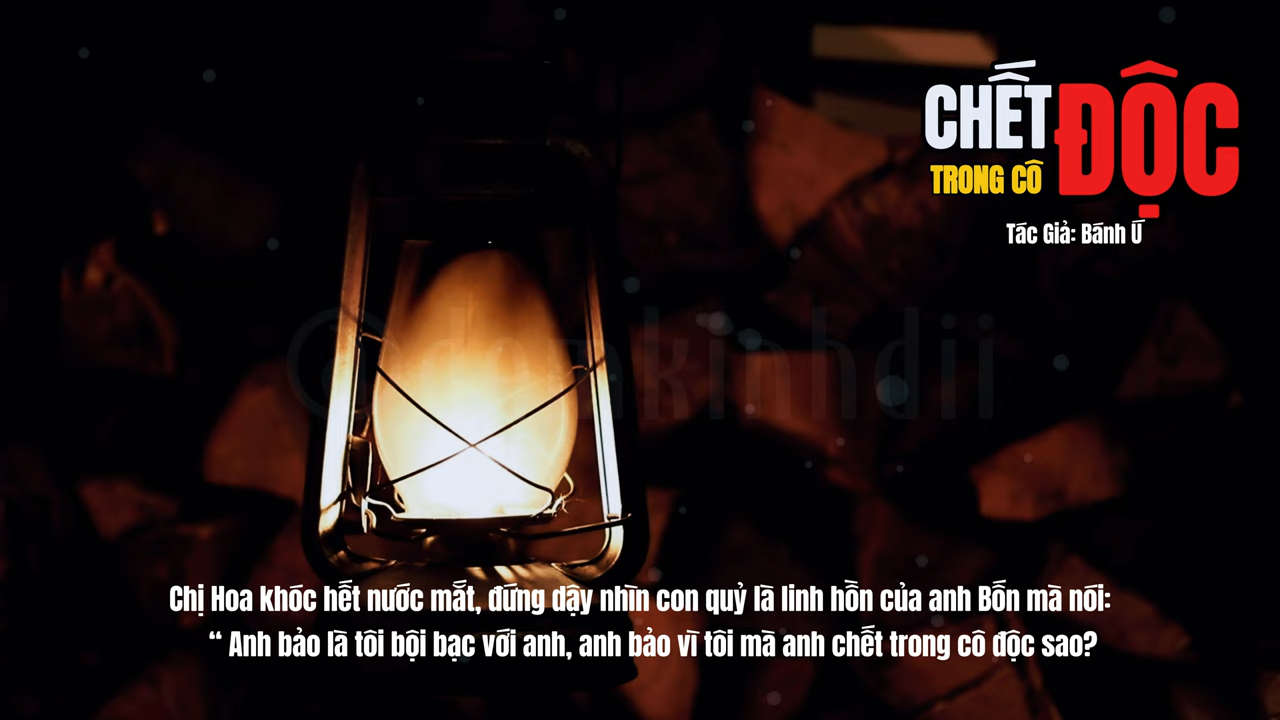 CHẾT ĐỘC
TRONG CÔ
Tác Giả: Bánh Ú
@demkinhdii
Chị Hoa khóc hết nước mắt, đứng dậy nhìn con quỷ là linh hồn của anh Bốn mà nói:
“ Anh bảo là tôi bội bạc với anh, anh bảo vì tôi mà anh chết trong cô độc sao?